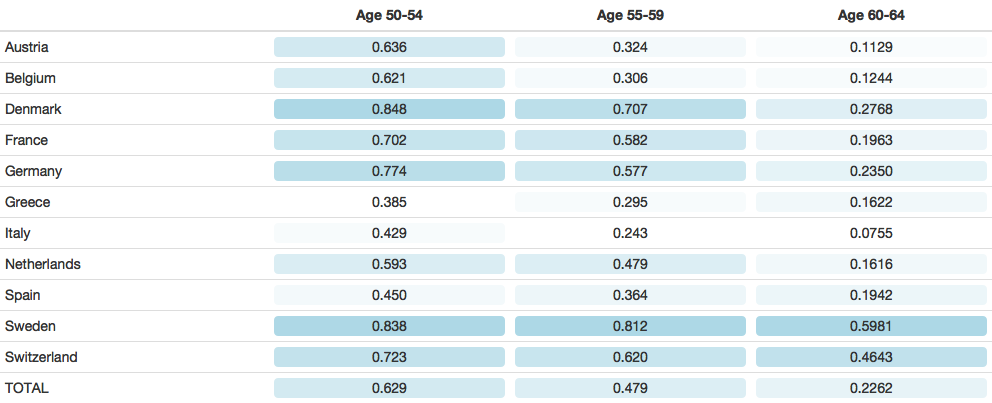 Age 50-54 Age 55-59 Age 60-64
Austria 0.636 0.324 0.1129
Belgium 0.621 0.306 0.1244
Denmark 0.848 0.707 0.2768
France 0.702 0.582 0.1963
Germany 0.774 0.577 0.2350
Greece 0.385 0.295 0.1622
Italy 0.429 0.243 0.0755
Netherlands 0.593 0.479 0.1616
Spain 0.450 0.364 0.1942
Sweden 0.838 0.812 0.5981
Switzerland 0.723 0.620 0.4643
TOTAL 0.629 0.479 0.2262